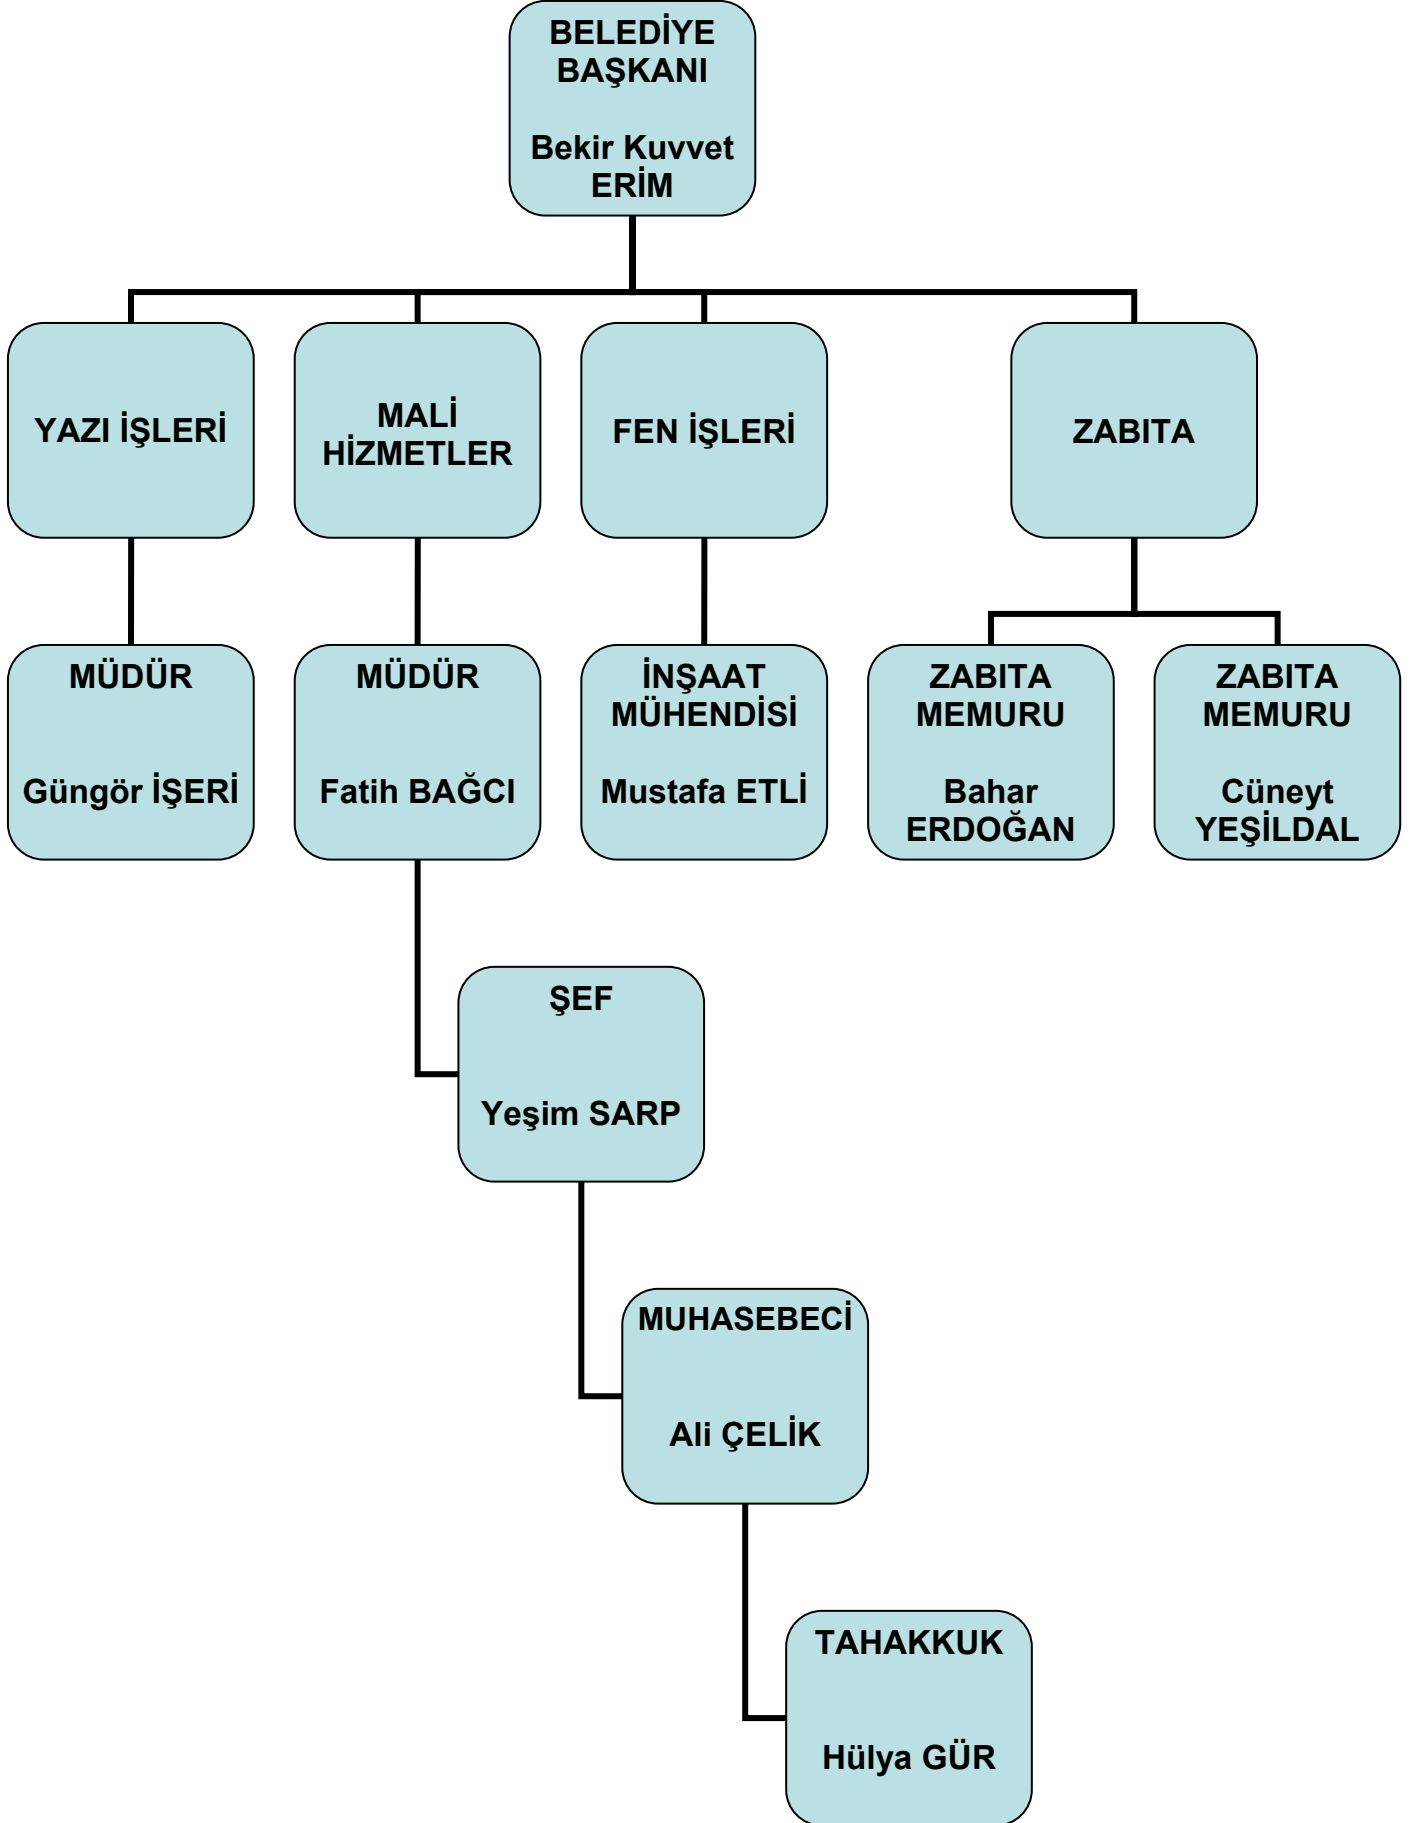 BELEDİYE
BAŞKANI
Bekir Kuvvet
ERİM
YAZI İŞLERİ
MALİ
HİZMETLER
FEN İŞLERİ
ZABITA
MÜDÜR
Güngör İŞERİ
MÜDÜR
Fatih BAĞCI
İNŞAAT
MÜHENDİSİ
Mustafa ETLİ
ZABITA
MEMURU
Bahar
ERDOĞAN
ZABITA
MEMURU
Cüneyt
YEŞİLDAL
ŞEF
Yeşim SARP
MUHASEBECİ
Ali ÇELİK
TAHAKKUK
Hülya GÜR